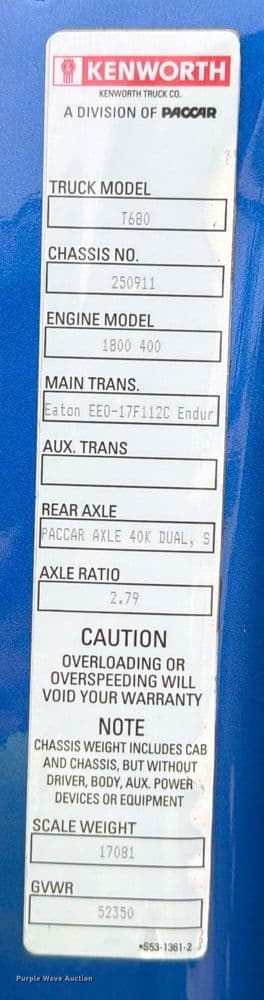 KENWORTH
KENWORTH TRUCK CO.
A DIVISION OF PACCAR
TRUCK MODEL
T680
CHASSIS NO.
250911
ENGINE MODEL
1800 400
MAIN TRANS.
Eaton EEO-17F112C Endur
AUX. TRANS
REAR AXLE
PACCAR AXLE 40K DUAL, S
AXLE RATIO
2.79
CAUTION
OVERLOADING OR
OVERSPEEDING WILL
VOID YOUR WARRANTY
NOTE
CHASSIS WEIGHT INCLUDES CAB
AND CHASSIS, BUT WITHOUT
DRIVER, BODY, AUX. POWER
DEVICES OR EQUIPMENT
SCALE WEIGHT
17081
GVWR
52350
*S53-1361-2
Purple Wave Auction